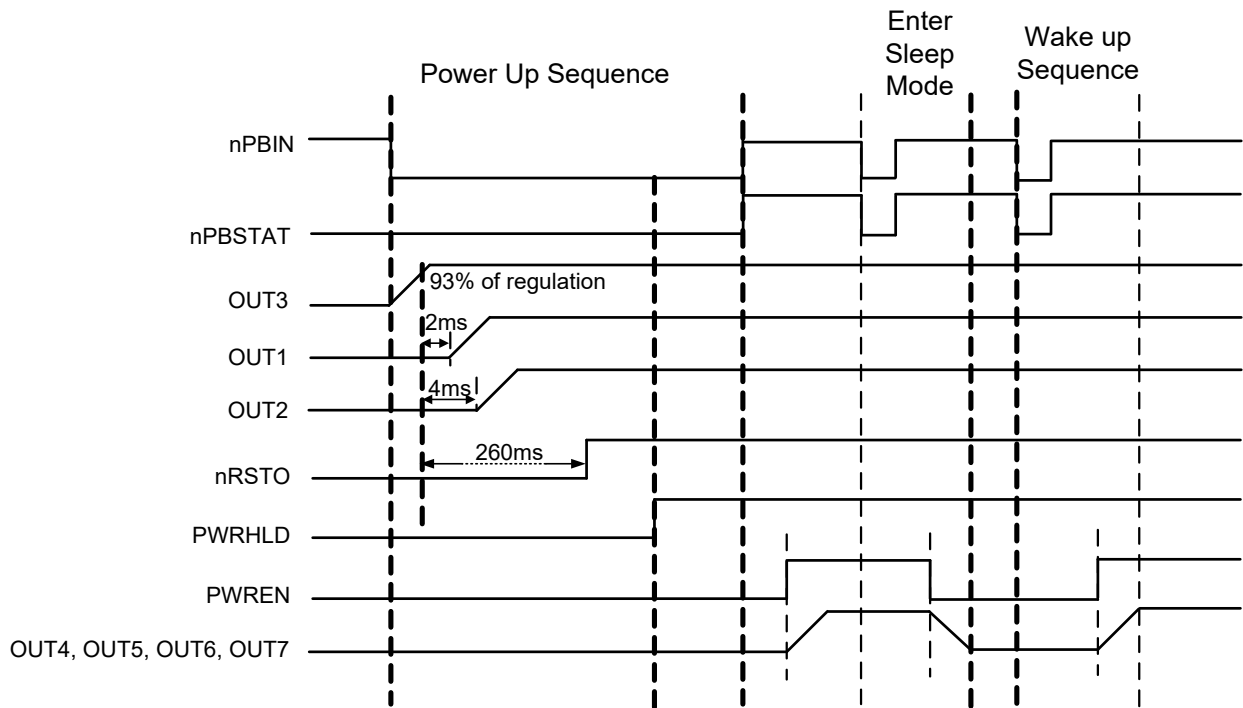 Enter
Sleep
Mode
Wake up
Sequence
Power Up Sequence
nPBIN
nPBSTAT
93% of regulation
OUT3
2ms
OUT1
4ms
OUT2
260ms
nRSTO
PWRHLD
PWREN
OUT4, OUT5, OUT6, OUT7